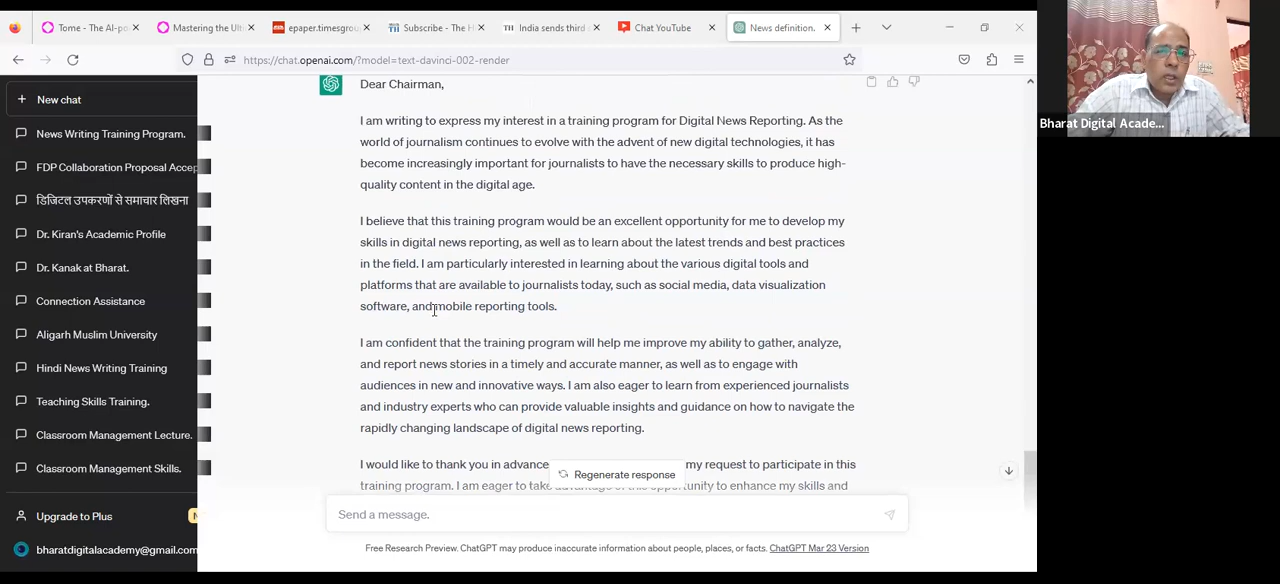 Tome - The AI-po
Mastering the Ult
epaper.timesgrou
Subscribe - The H
India sends third
Chat YouTube
News definition.
https://chat.openai.com/?model=text-davinci-002-render
New chat
News Writing Training Program.
FDP Collaboration Proposal Accep
डिजिटल उपकरणों से समाचार लिखना
Dr. Kiran's Academic Profile
Dr. Kanak at Bharat.
Connection Assistance
Aligarh Muslim University
Hindi News Writing Training
Teaching Skills Training.
Classroom Management Lecture.
Classroom Management Skills.
Upgrade to Plus
N
bharatdigitalacademy@gmail.com
Dear Chairman,
I am writing to express my interest in a training program for Digital News Reporting. As the
world of journalism continues to evolve with the advent of new digital technologies, it has
become increasingly important for journalists to have the necessary skills to produce high-
quality content in the digital age.
I believe that this training program would be an excellent opportunity for me to develop my
skills in digital news reporting, as well as to learn about the latest trends and best practices
in the field. I am particularly interested in learning about the various digital tools and
platforms that are available to journalists today, such as social media, data visualization
software, and mobile reporting tools.
I am confident that the training program will help me improve my ability to gather, analyze,
and report news stories in a timely and accurate manner, as well as to engage with
audiences in new and innovative ways. I am also eager to learn from experienced journalists
and industry experts who can provide valuable insights and guidance on how to navigate the
rapidly changing landscape of digital news reporting.
I would like to thank you in advance my request to participate in this
training program. I am eager to take advantage of this opportunity to enhance my skills and
Regenerate response
Send a message.
Free Research Preview. ChatGPT may produce inaccurate information about people, places, or facts. ChatGPT Mar 23 Version
Bharat Digital Acade...